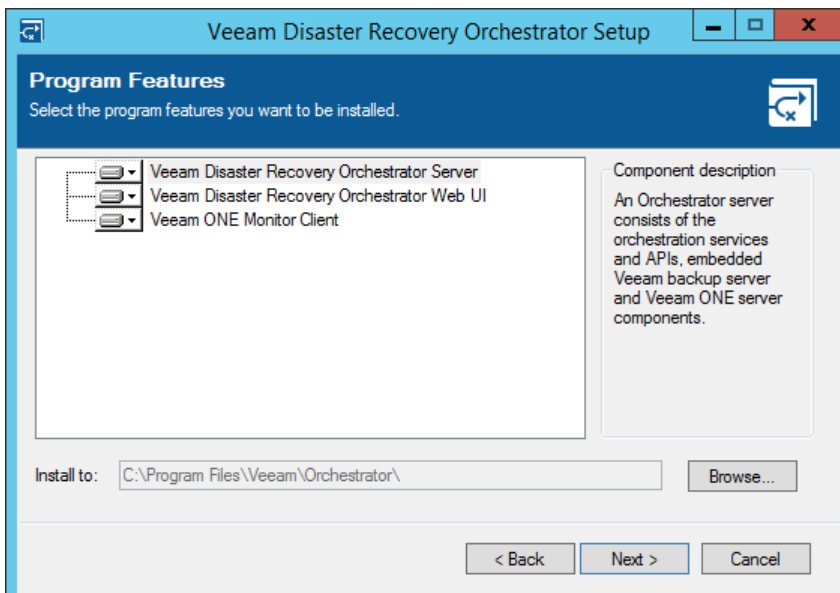 Veeam Disaster Recovery Orchestrator Setup
Program Features
Select the program features you want to be installed.
Veeam Disaster Recovery Orchestrator Server
Veeam Disaster Recovery Orchestrator Web UI
Veeam ONE Monitor Client
Component description
An Orchestrator server
consists of the
orchestration services
and APIs, embedded
Veeam backup server
and Veeam ONE server
components.
Install to:
C:\Program Files\Veeam\Orchestrator\
Browse...
< Back
Next >
Cancel